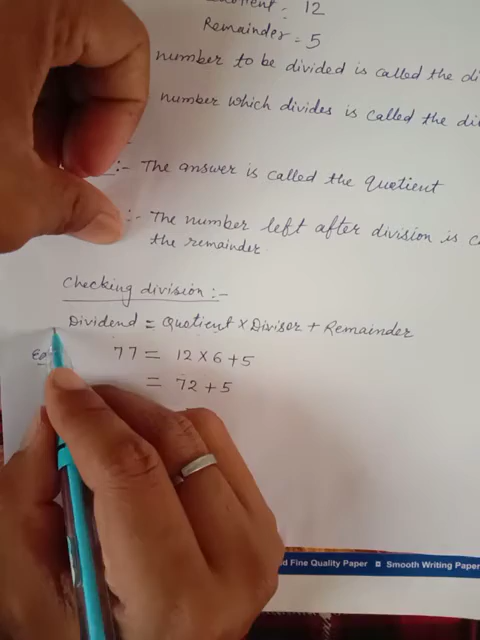 Quotient : 12
Remainder = 5
number to be divided is called the
number which divides is called the
:- The answer is called the Quotient
:- The number left after division is
the remainder.
Checking division :-
Dividend = Quotient × Divisor + Remainder
77 = 12 × 6 + 5
= 72 + 5
d Fine Quality Paper Smooth Writing Paper